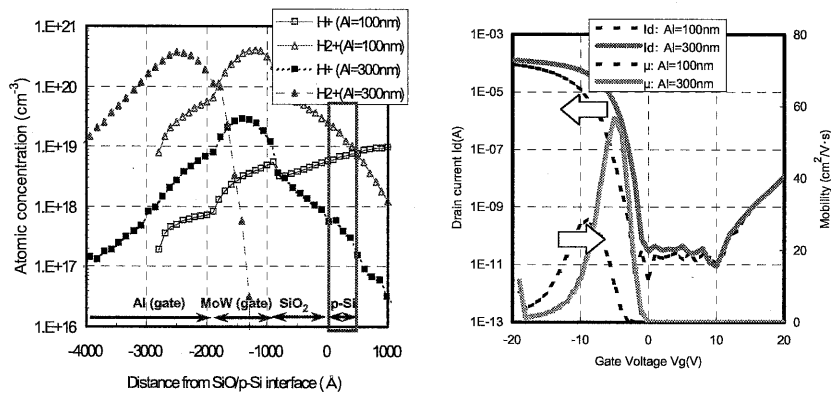 H+ (Al=100nm)
H2+(Al=100nm)
H+ (Al=300nm)
H2+(Al=300nm)
Atomic concentration (cm-3)
1.E+21
1.E+20
1.E+19
1.E+18
1.E+17
1.E+16
Al (gate)
MoW (gate)
SiO2
p-Si
-4000
-3000
-2000
-1000
0
1000
Distance from SiO/p-Si interface (Å)
Id: Al=100nm
Id: Al=300nm
μ: Al=100nm
μ: Al=300nm
Drain current Id(A)
1E-03
1E-05
1E-07
1E-09
1E-11
1E-13
80
60
40
20
0
Mobility (cm2/V·s)
-20
-10
0
10
20
Gate Voltage Vg(V)